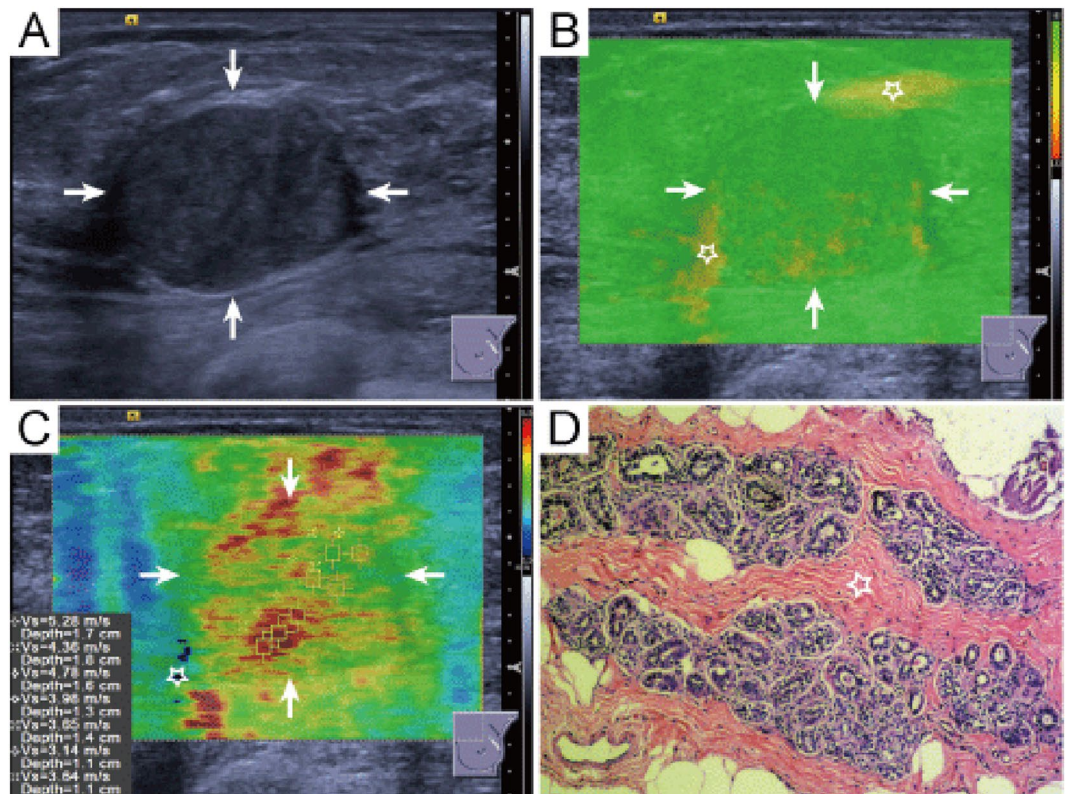 A
B
C
Vs=5.28 m/s
Depth=1.7 cm
Vs=4.36 m/s
Depth=1.8 cm
Vs=4.78 m/s
Depth=1.6 cm
Vs=3.98 m/s
Depth=1.3 cm
Vs=3.65 m/s
Depth=1.4 cm
Vs=3.14 m/s
Depth=1.1 cm
Vs=3.64 m/s
Depth=1.1 cm
D